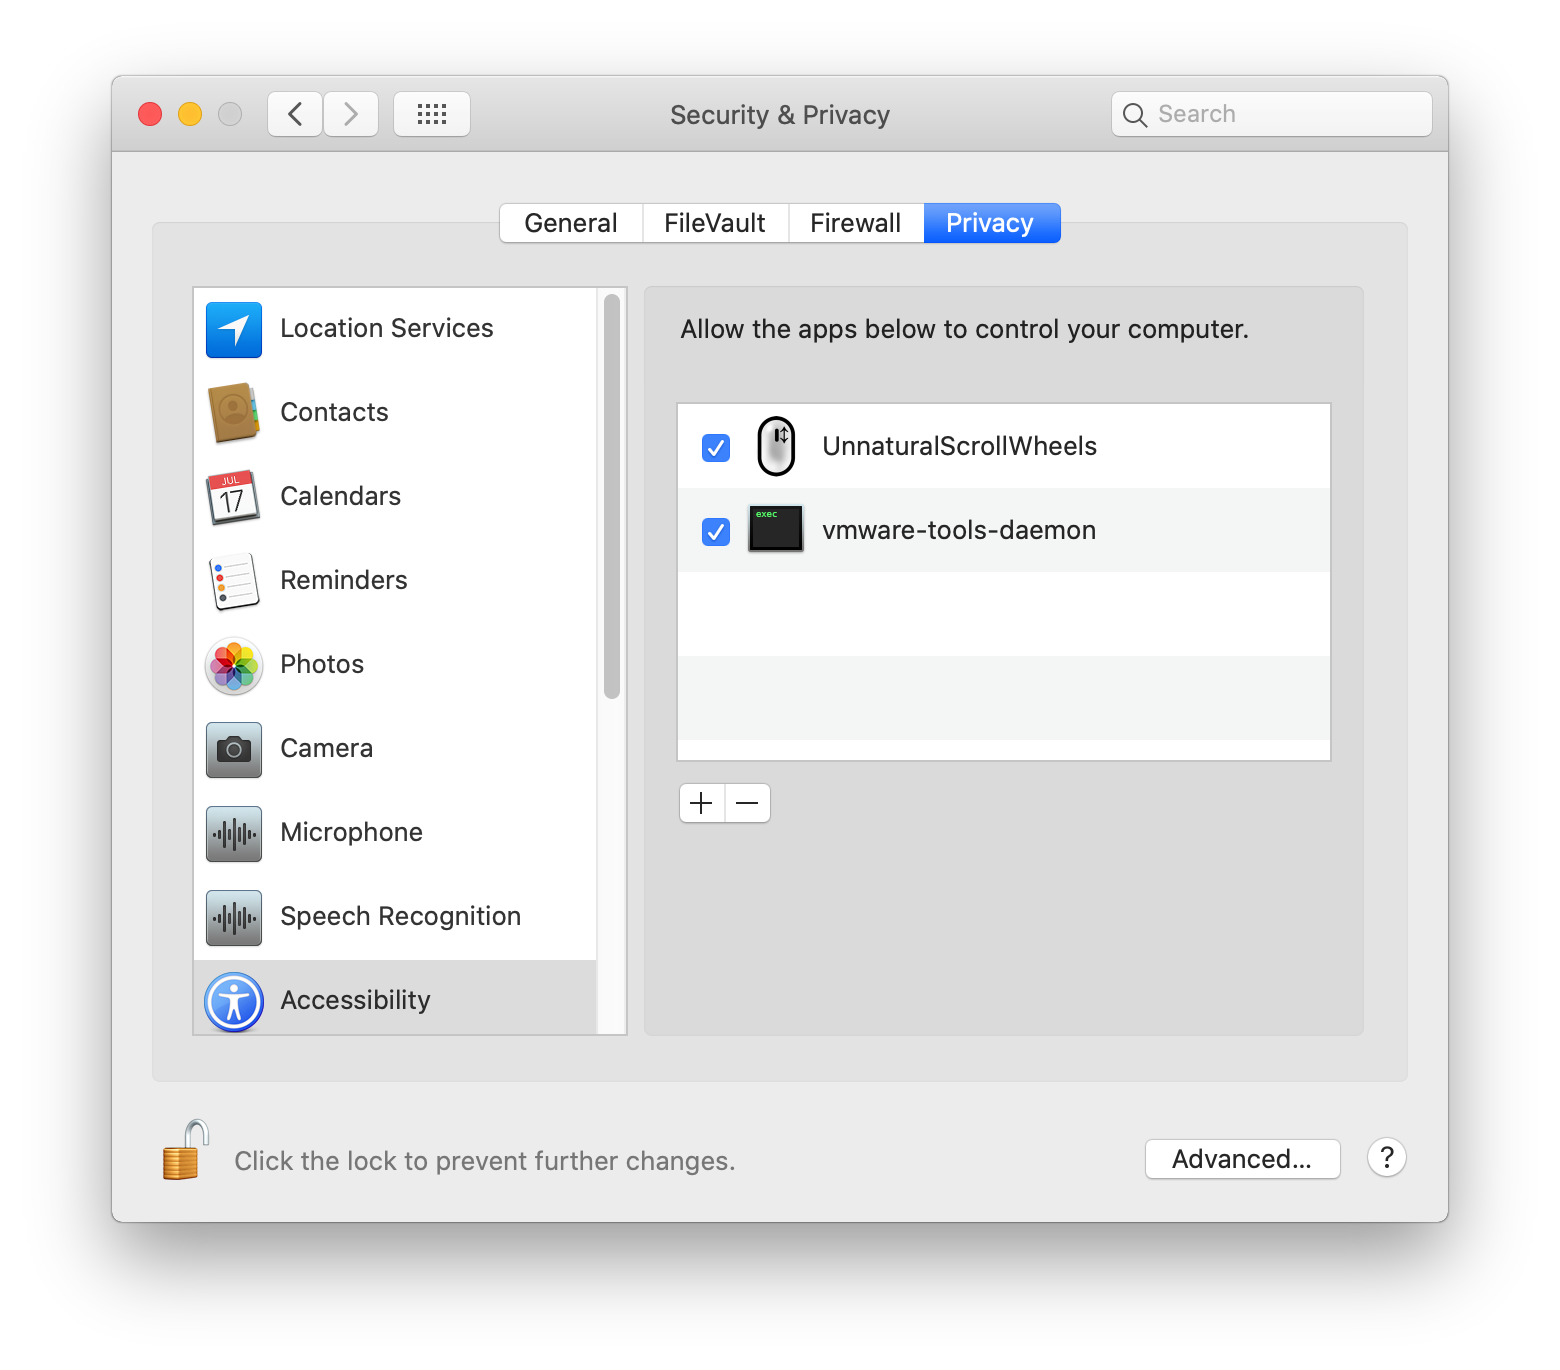 Security & Privacy
Search
General
FileVault
Firewall
Privacy
Location Services
Contacts
JUL
17
Calendars
Reminders
Photos
Camera
Microphone
Speech Recognition
Accessibility
Allow the apps below to control your computer.
UnnaturalScrollWheels
exec
vmware-tools-daemon
Click the lock to prevent further changes.
Advanced...
?